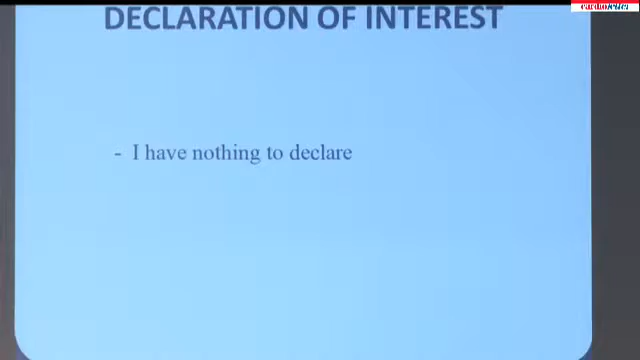 DECLARATION OF INTEREST
- I have nothing to declare